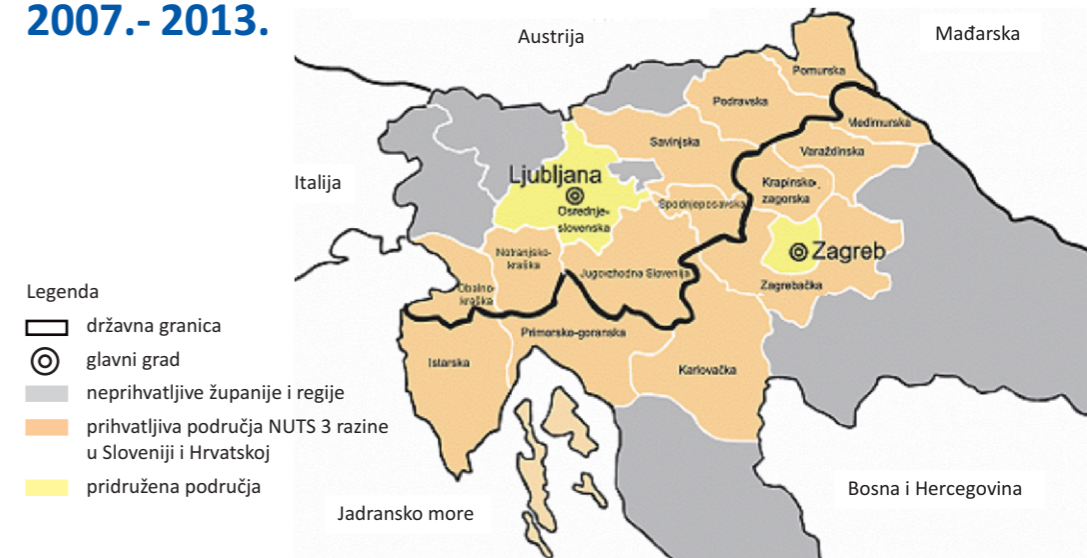 2007.- 2013.
Austrija
Mađarska
Pomurska
Podravska
Međimurska
Savinjska
Varaždinska
Ljubljana
Italija
Krapinsko-
zagorska
Spodnjeposavska
Osrednje-
slovenska
Notranjsko-
kraška
Zagreb
Jugovzhodna Slovenija
Obalno-
kraška
Zagrebačka
Legenda
državna granica
Primorsko-goranska
glavni grad
Istarska
Karlovačka
neprihvatljive županije i regije
prihvatljiva područja NUTS 3 razine
u Sloveniji i Hrvatskoj
pridružena područja
Bosna i Hercegovina
Jadransko more